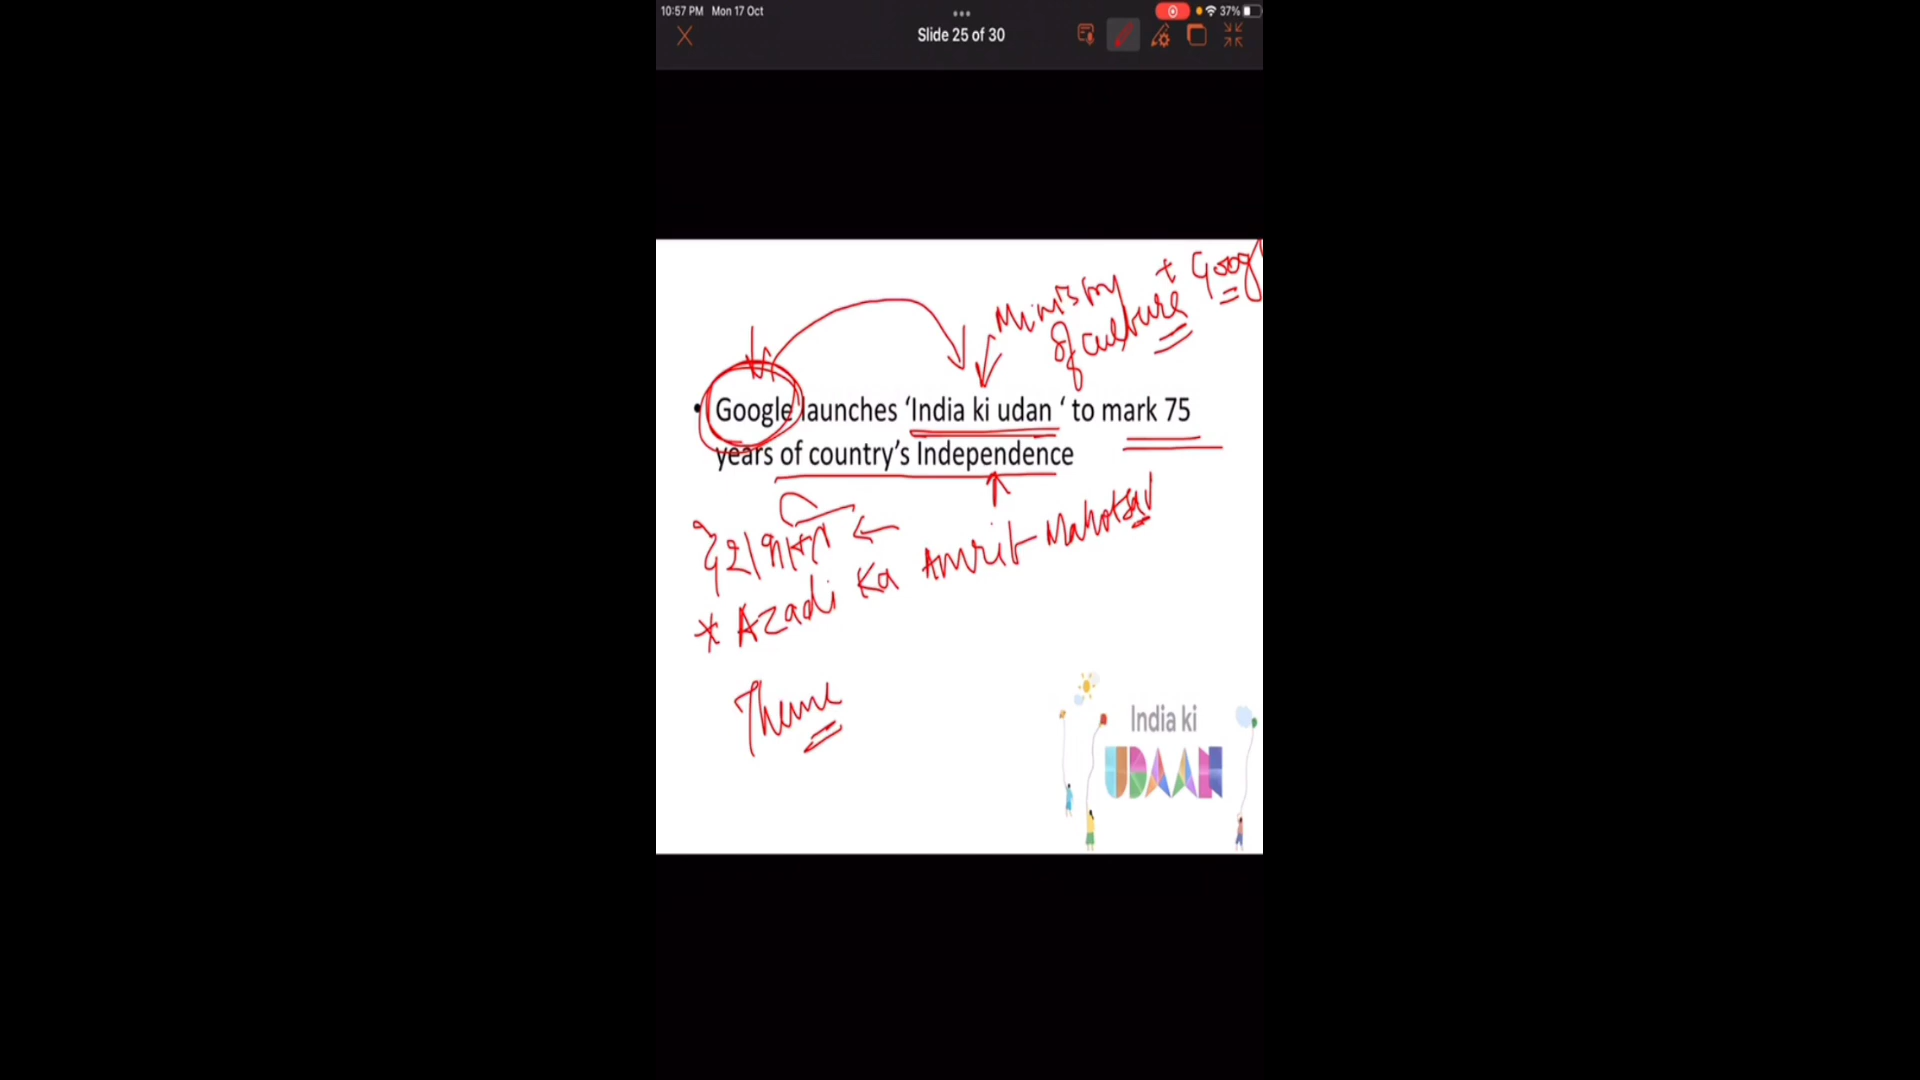 10:57 PM Mon 17 Oct
37%
Slide 25 of 30
Ministry + Googl
of culture
• Google launches ‘India ki udan ‘ to mark 75
years of country’s Independence
* Azadi Ka Amrit Mahotsav
Theme
India ki
UDAAN